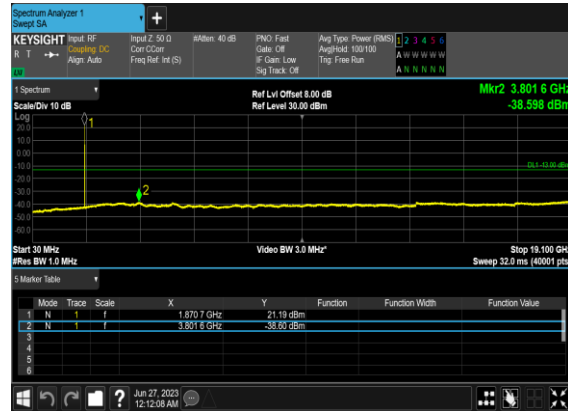 Spectrum Analyzer 1
Swept SA
+
KEYSIGHT Input: RF Input Z: 50 Ω #Atten: 40 dB PNO: Fast Avg Type: Power (RMS) 1 2 3 4 5 6
R T Coupling: DC Corr CCorr Gate: Off Avg|Hold: 100/100 A W W W W W
Align: Auto Freq Ref: Int (S) IF Gain: Low Trig: Free Run
LW Sig Track: Off A N N N N N
1 Spectrum Ref Lvl Offset 8.00 dB Mkr2 3.801 6 GHz
Scale/Div 10 dB Ref Level 30.00 dBm -38.598 dBm
Log
1
20.0
10.0
0.00
-10.0 DL1 -13.00 dBm
-20.0
-30.0 2
-40.0
-50.0
-60.0
Start 30 MHz Video BW 3.0 MHz* Stop 19.100 GHz
#Res BW 1.0 MHz Sweep 32.0 ms (40001 pts)
5 Marker Table
Mode Trace Scale X Y Function Function Width Function Value
1 N 1 f 1.870 7 GHz 21.19 dBm
2 N 1 f 3.801 6 GHz -38.60 dBm
3
4
5
6
? Jun 27, 2023
12:12:08 AM